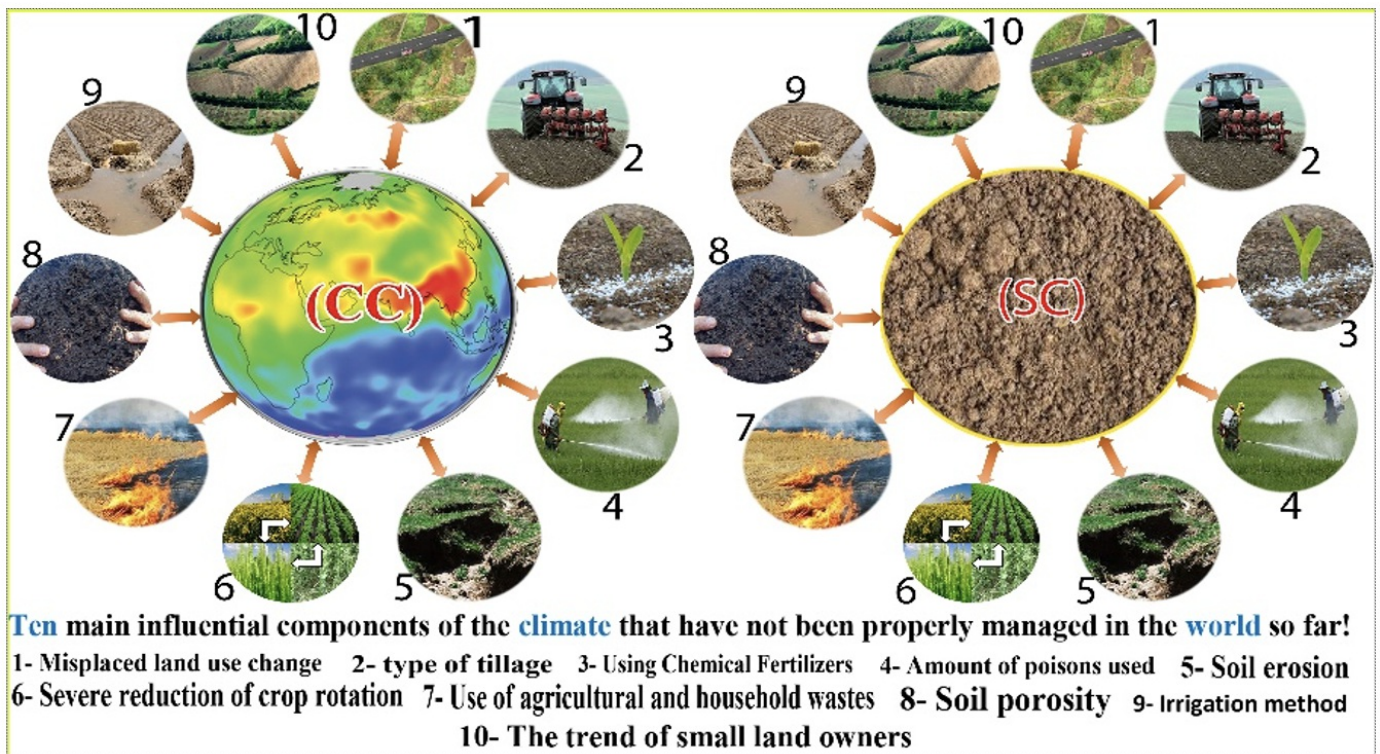 10 1 10 1
9 2 9 2
8 (CC) 3 8 (SC) 3
7 4 7 4
6 5 6 5
Ten main influential components of the climate that have not been properly managed in the world so far!
1- Misplaced land use change 2- type of tillage 3- Using Chemical Fertilizers 4- Amount of poisons used 5- Soil erosion
6- Severe reduction of crop rotation 7- Use of agricultural and household wastes 8- Soil porosity 9- Irrigation method
10- The trend of small land owners